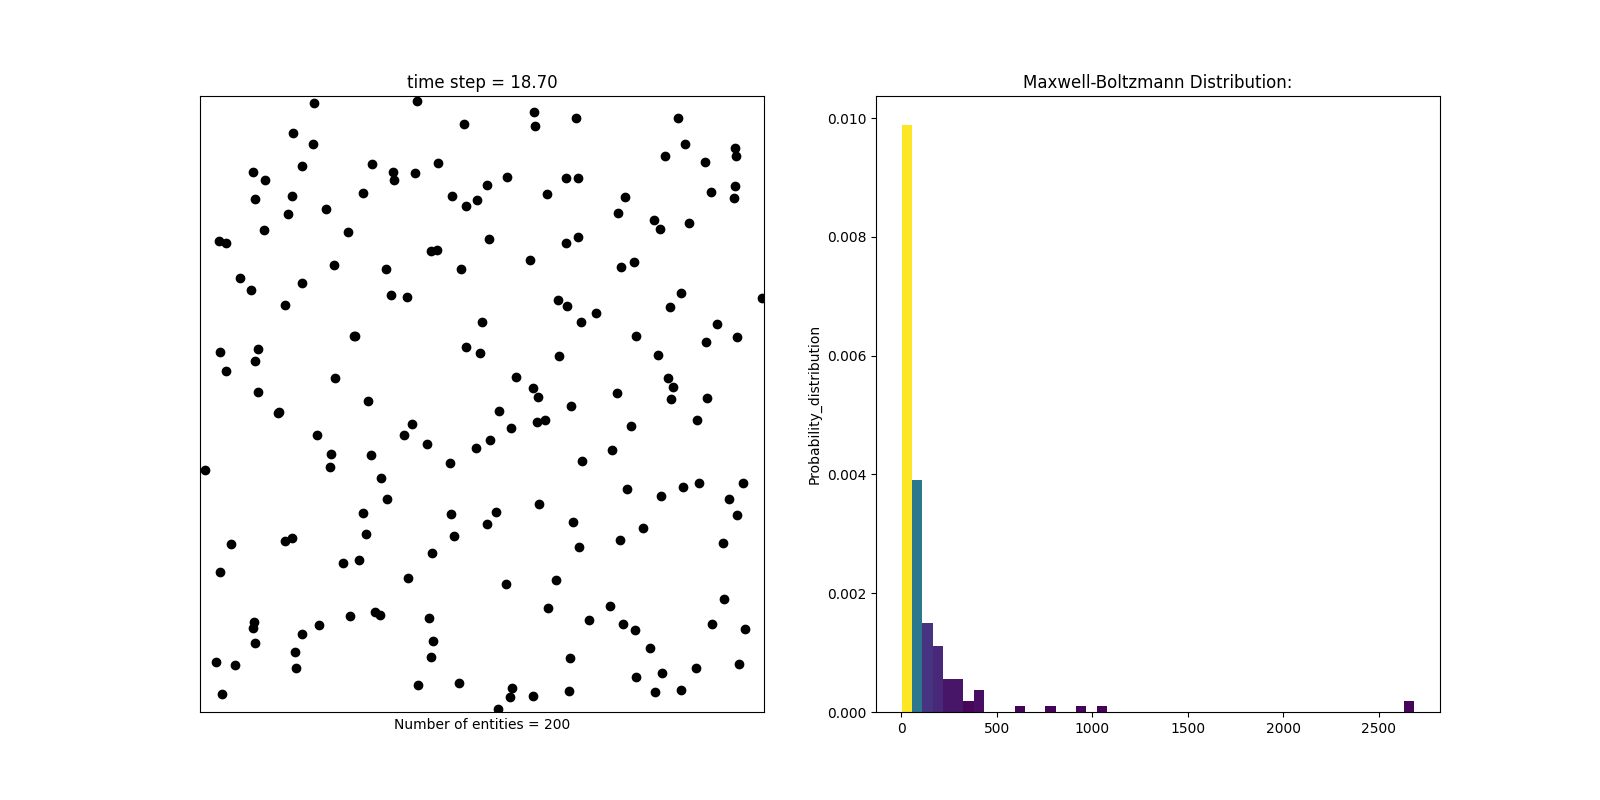 time step = 18.70
Number of entities = 200
Maxwell-Boltzmann Distribution:
Probability_distribution
0.010
0.008
0.006
0.004
0.002
0.000
0 500 1000 1500 2000 2500